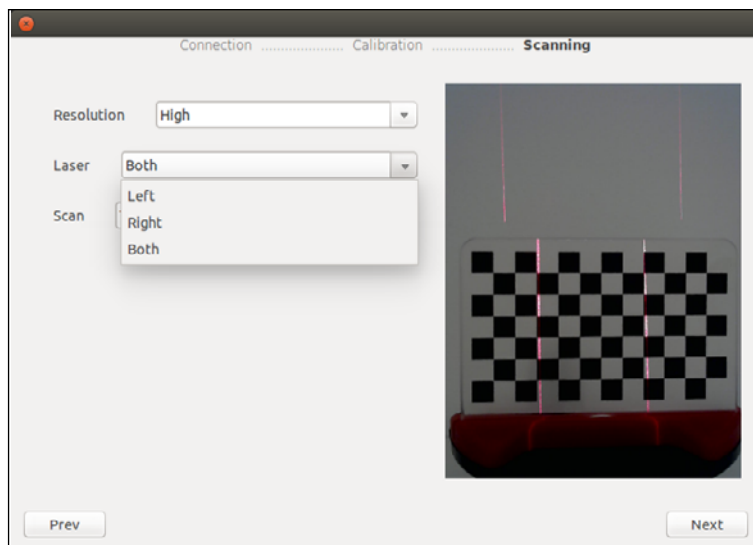 Connection ..................... Calibration ..................... Scanning
Resolution High
Laser Both
Left
Scan
Right
Both
Prev Next